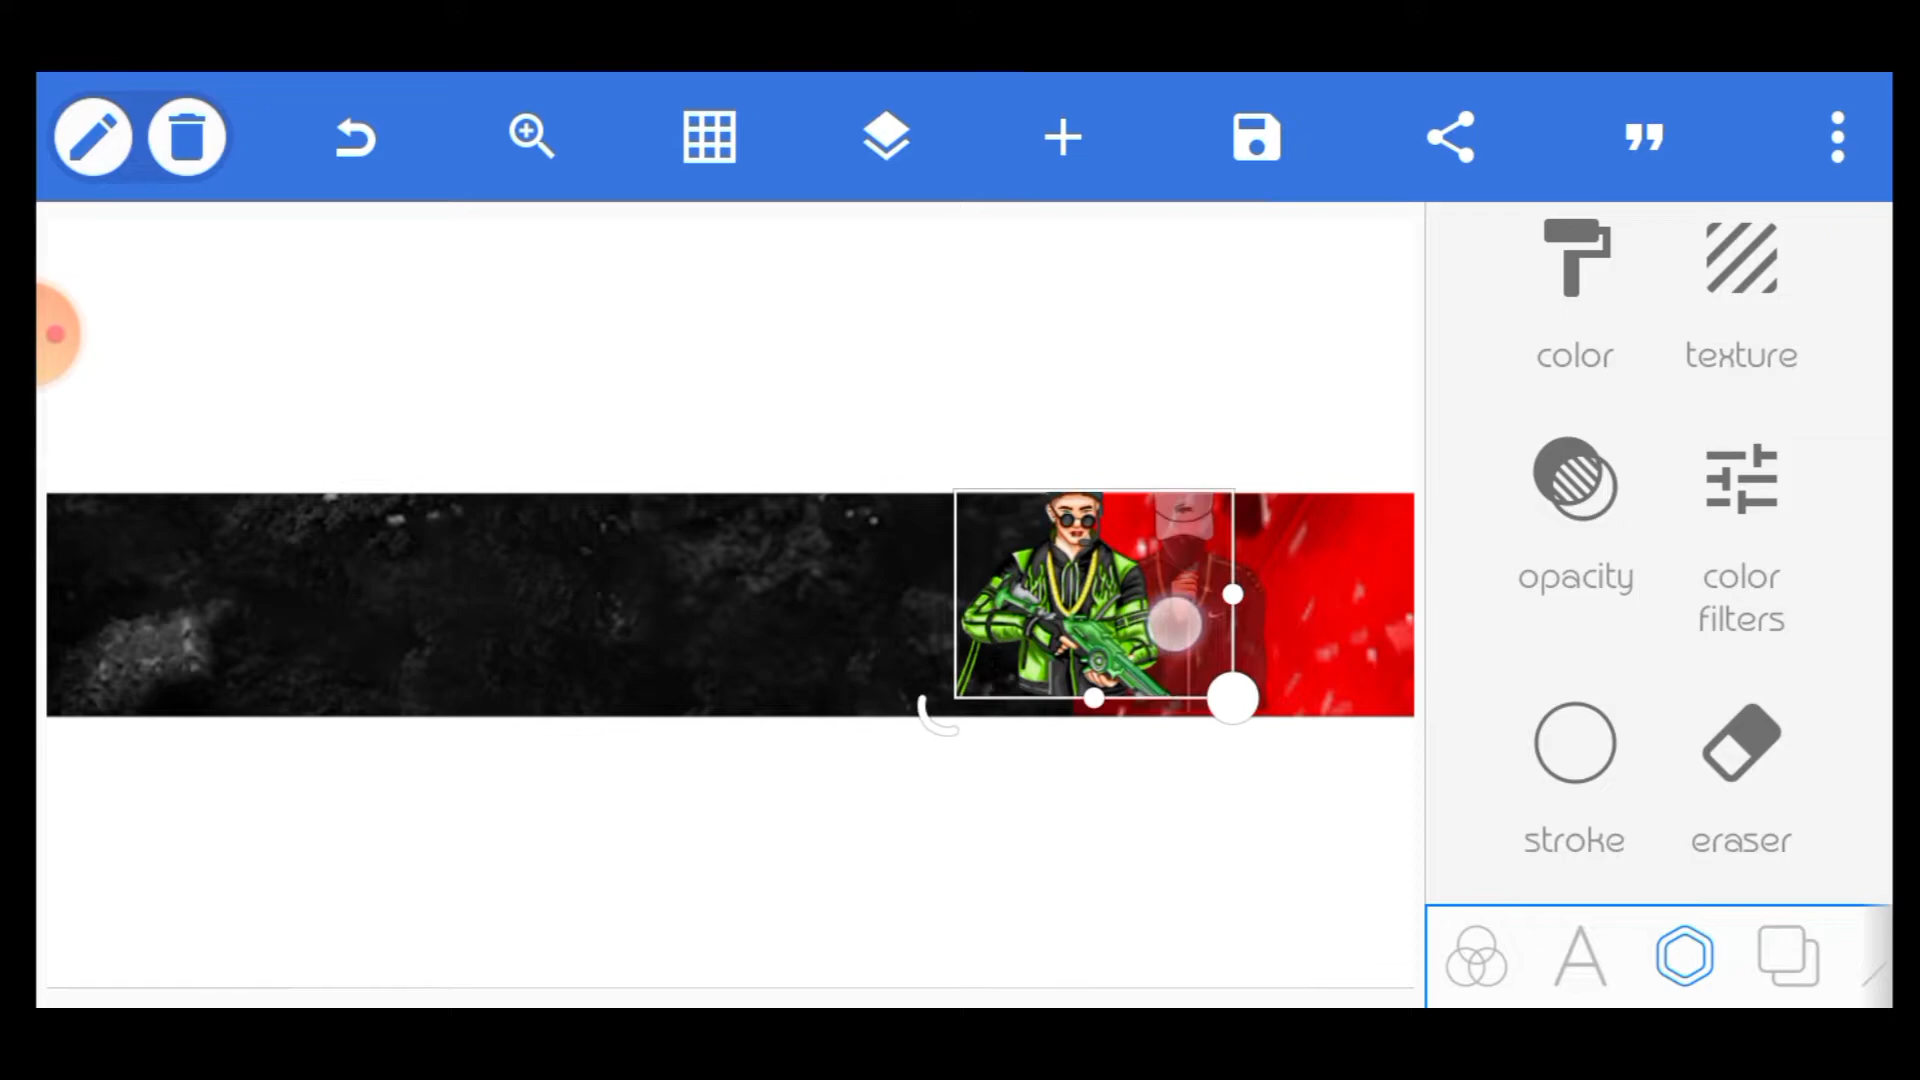 color texture
opacity color
filters
stroke eraser